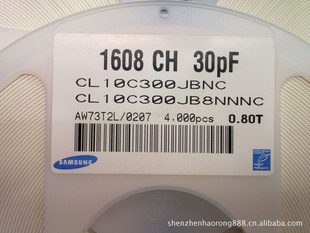 1608 CH 30pF
CL10C300JBNC
CL10C300JB8NNNC
AW73T2L/0207 4,000pcs 0.80T
SAMSUNG
shenzhenhaorong888.cn.alibaba.com